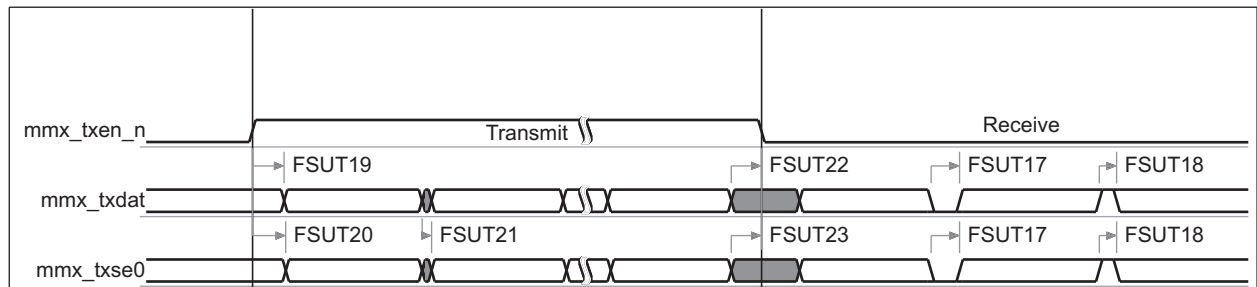 mmx_txen_n Transmit Receive
FSUT19 FSUT22 FSUT17 FSUT18
mmx_txdat
FSUT20 FSUT21 FSUT23 FSUT17 FSUT18
mmx_txse0